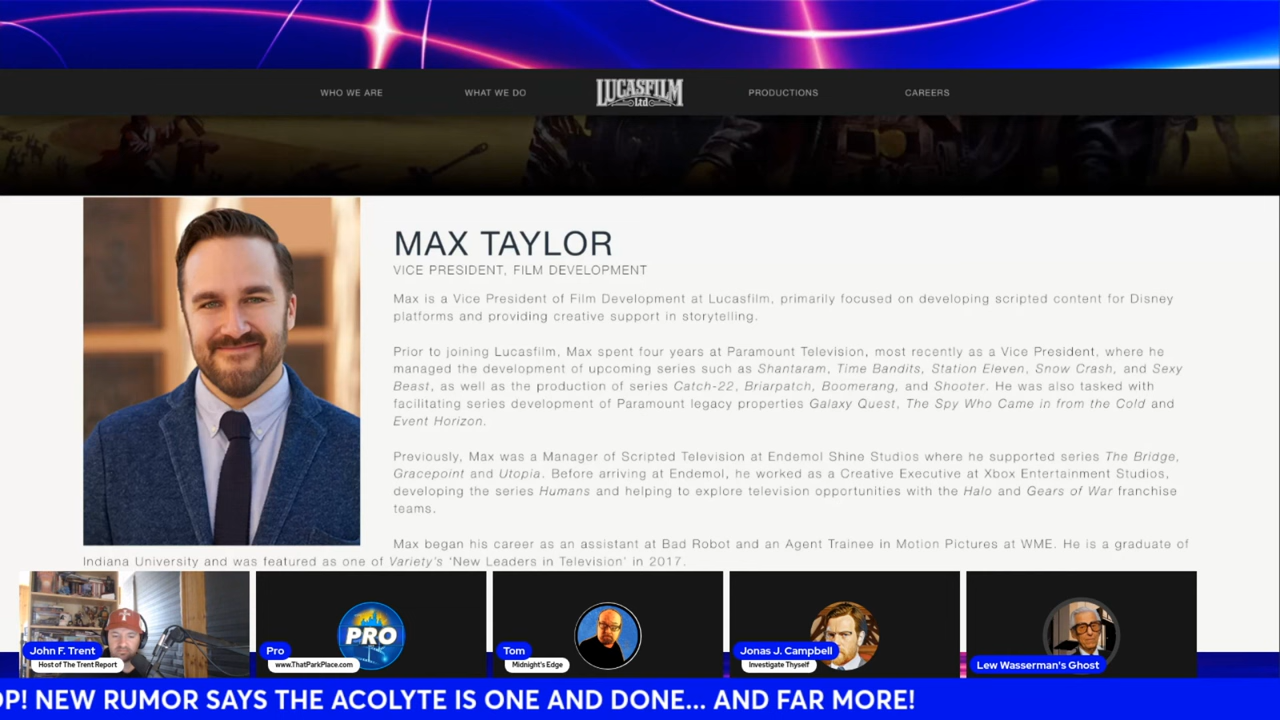 WHO WE ARE
WHAT WE DO
LUCASFILM
Ltd
PRODUCTIONS
CAREERS
MAX TAYLOR
VICE PRESIDENT, FILM DEVELOPMENT
Max is a Vice President of Film Development at Lucasfilm, primarily focused on developing scripted content for Disney
platforms and providing creative support in storytelling.
Prior to joining Lucasfilm, Max spent four years at Paramount Television, most recently as a Vice President, where he
managed the development of upcoming series such as Shantaram, Time Bandits, Station Eleven, Snow Crash, and Sexy
Beast, as well as the production of series Catch-22, Briarpatch, Boomerang, and Shooter. He was also tasked with
facilitating series development of Paramount legacy properties Galaxy Quest, The Spy Who Came in from the Cold and
Event Horizon.
Previously, Max was a Manager of Scripted Television at Endemol Shine Studios where he supported series The Bridge,
Gracepoint and Utopia. Before arriving at Endemol, he worked as a Creative Executive at Xbox Entertainment Studios,
developing the series Humans and helping to explore television opportunities with the Halo and Gears of War franchise
teams.
Max began his career as an assistant at Bad Robot and an Agent Trainee in Motion Pictures at WME. He is a graduate of
Indiana University and was featured as one of Variety's 'New Leaders in Television' in 2017.
John F. Trent
Host of The Trent Report
PRO
Pro
www.ThatParkPlace.com
Tom
Midnight's Edge
Jonas J. Campbell
Investigate Thyself
Lew Wasserman's Ghost
OP! NEW RUMOR SAYS THE ACOLYTE IS ONE AND DONE... AND FAR MORE!